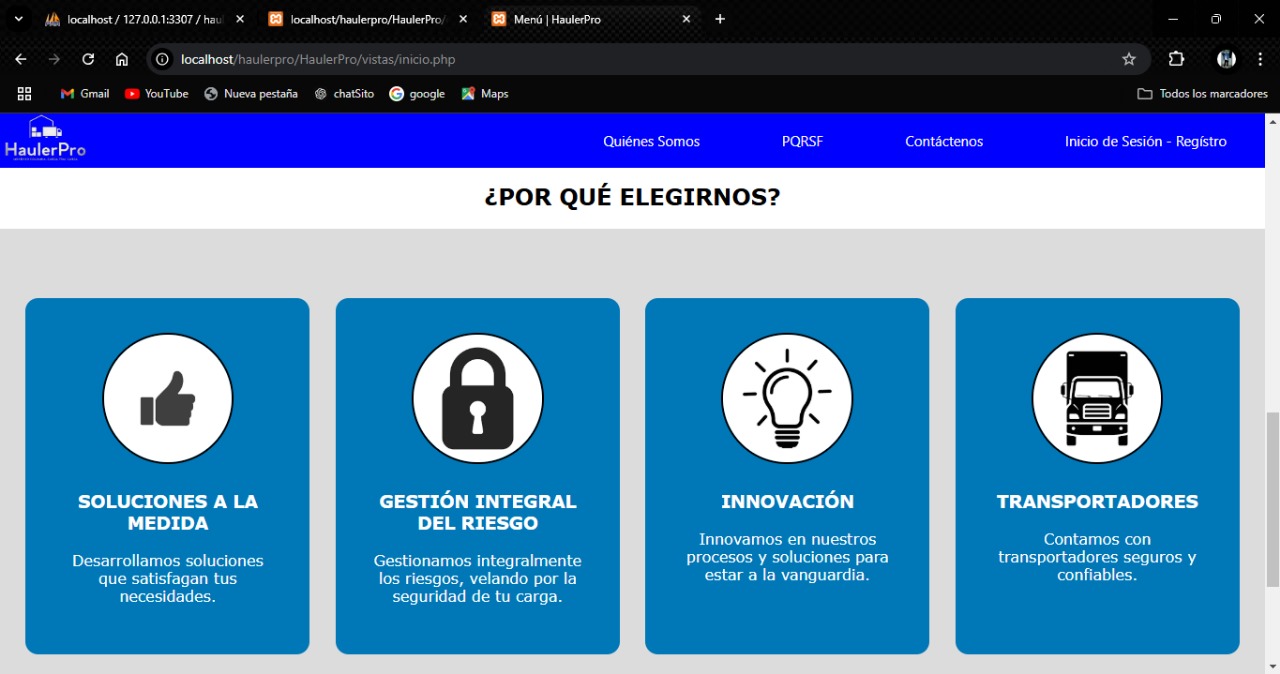 localhost / 127.0.0.1:3307 / hau
localhost/haulerpro/HaulerPro/
Menú | HaulerPro
localhost/haulerpro/HaulerPro/vistas/inicio.php
Gmail
YouTube
Nueva pestaña
chatSito
google
Maps
Todos los marcadores
HaulerPro
Quiénes Somos
PQRSF
Contáctenos
Inicio de Sesión - Regístro
¿POR QUÉ ELEGIRNOS?
SOLUCIONES A LA
MEDIDA
Desarrollamos soluciones
que satisfagan tus
necesidades.
GESTIÓN INTEGRAL
DEL RIESGO
Gestionamos integralmente
los riesgos, velando por la
seguridad de tu carga.
INNOVACIÓN
Innovamos en nuestros
procesos y soluciones para
estar a la vanguardia.
TRANSPORTADORES
Contamos con
transportadores seguros y
confiables.